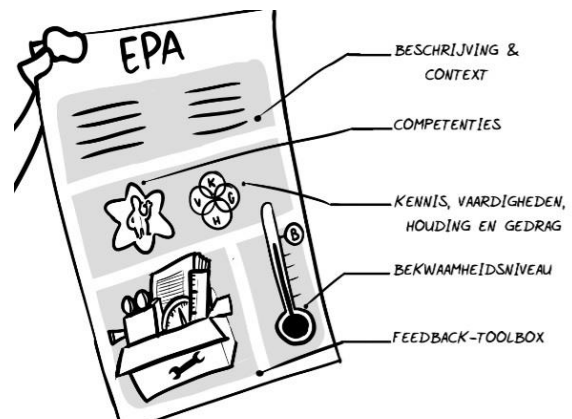 EPA
BESCHRIJVING &
CONTEXT
COMPETENTIES
K
V
G
H
KENNIS, VAARDIGHEDEN,
HOUDING EN GEDRAG
B
BEKWAAMHEIDSNIVEAU
FEEDBACK-TOOLBOX